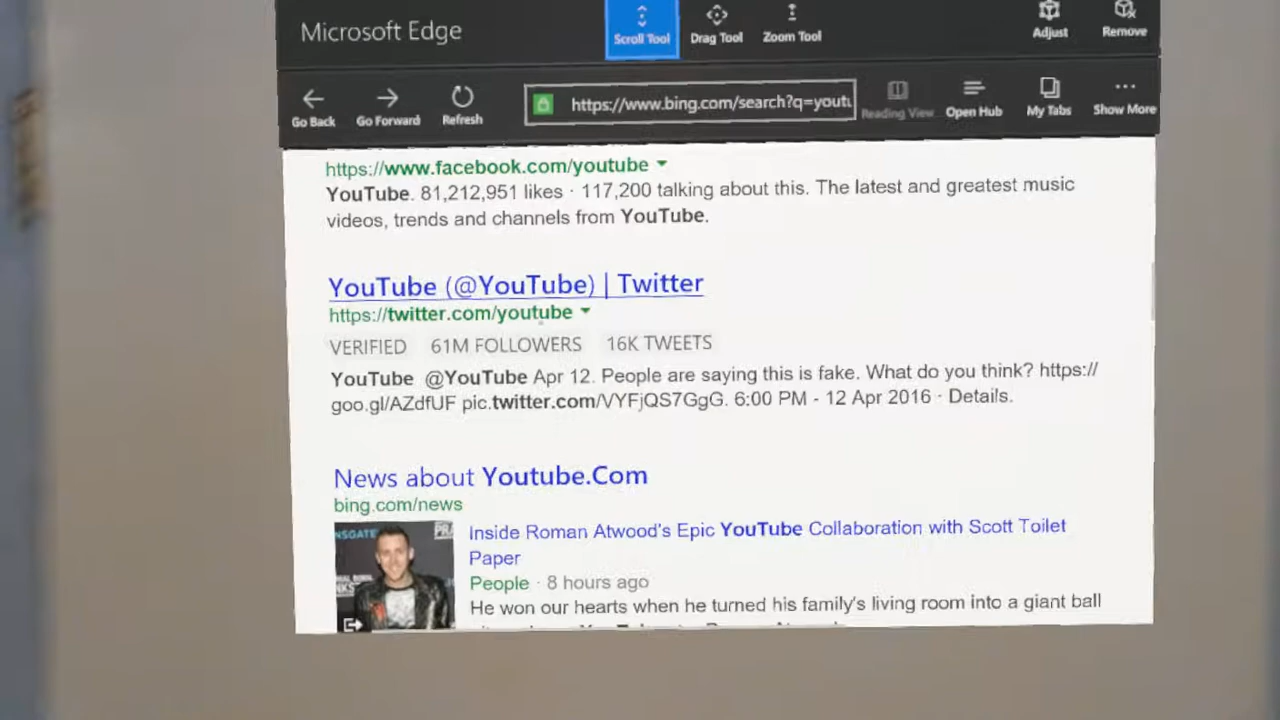 Microsoft Edge
Scroll Tool
Drag Tool
Zoom Tool
Adjust
Remove
Go Back
Go Forward
Refresh
https://www.bing.com/search?q=yout
Reading View
Open Hub
My Tabs
Show More
https://www.facebook.com/youtube
YouTube. 81,212,951 likes · 117,200 talking about this. The latest and greatest music
videos, trends and channels from YouTube.
YouTube (@YouTube) | Twitter
https://twitter.com/youtube
VERIFIED 61M FOLLOWERS 16K TWEETS
YouTube @YouTube Apr 12. People are saying this is fake. What do you think? https://
goo.gl/AZdfUF pic.twitter.com/VYFjQS7GgG. 6:00 PM - 12 Apr 2016 · Details.
News about Youtube.Com
bing.com/news
Inside Roman Atwood's Epic YouTube Collaboration with Scott Toilet
Paper
People · 8 hours ago
He won our hearts when he turned his family's living room into a giant ball